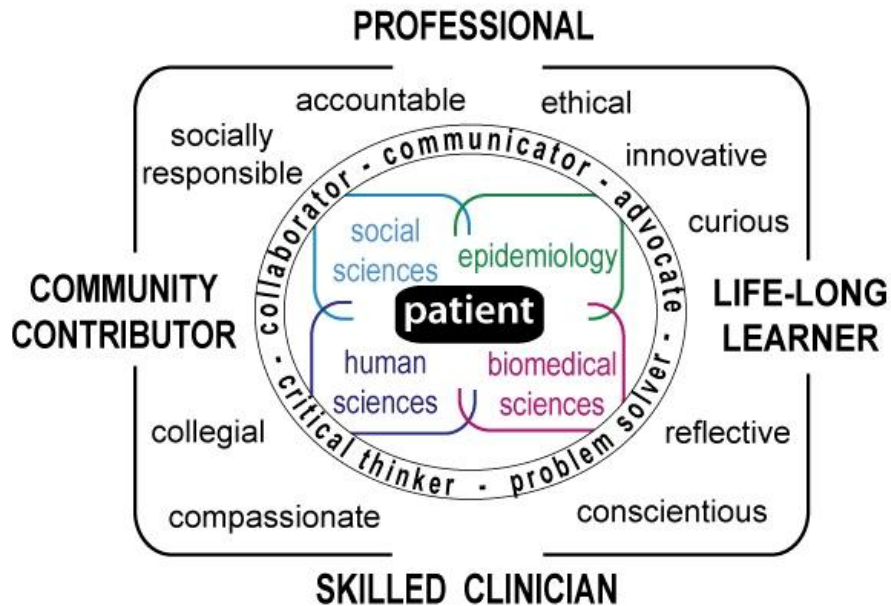 PROFESSIONAL
accountable
ethical
socially
responsible
innovative
curious
collaborator - communicator - advocate - problem solver - critical thinker -
social
sciences
epidemiology
COMMUNITY
CONTRIBUTOR
patient
LIFE-LONG
LEARNER
human
sciences
biomedical
sciences
collegial
reflective
compassionate
conscientious
SKILLED CLINICIAN